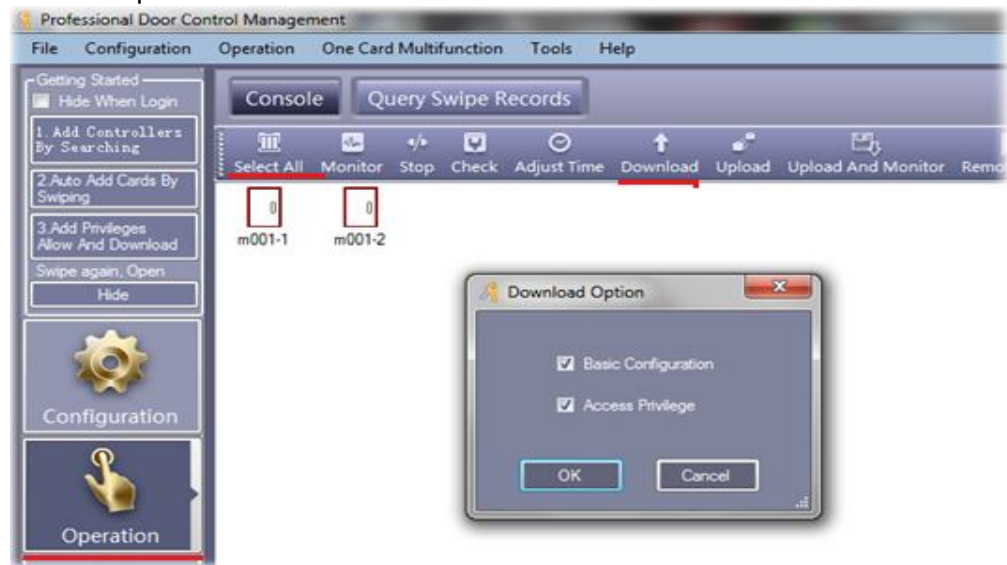 Professional Door Control Management
File Configuration Operation One Card Multifunction Tools Help
Getting Started
Hide When Login
1.Add Controllers
By Searching
2.Auto Add Cards By
Swiping
3.Add Privileges
Allow And Download
Swipe again, Open
Hide
Configuration
Operation
Console Query Swipe Records
Select All Monitor Stop Check Adjust Time Download Upload Upload And Monitor
m001-1 m001-2
Download Option
Basic Configuration
Access Privilege
OK Cancel